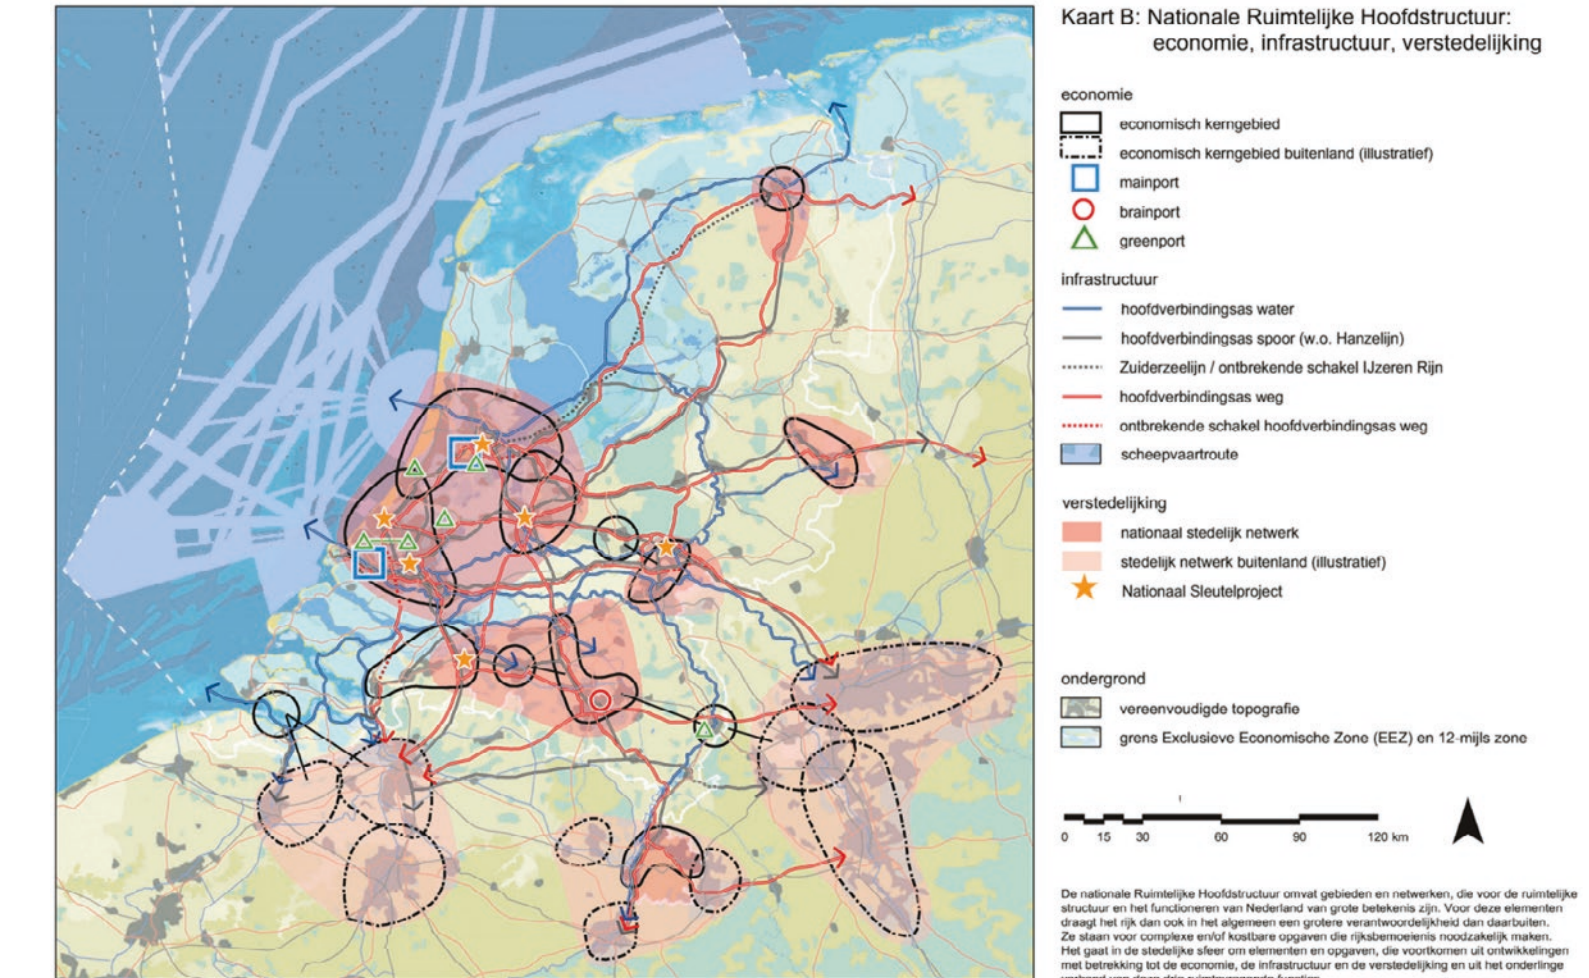 Kaart B: Nationale Ruimtelijke Hoofdstructuur:
economie, infrastructuur, verstedelijking
economie
economisch kerngebied
economisch kerngebied buitenland (illustratief)
mainport
brainport
greenport
infrastructuur
hoofdverbindingsas water
hoofdverbindingsas spoor (w.o. Hanzelijn)
Zuiderzeelijn / ontbrekende schakel IJzeren Rijn
hoofdverbindingsas weg
ontbrekende schakel hoofdverbindingsas weg
scheepvaartroute
verstedelijking
nationaal stedelijk netwerk
stedelijk netwerk buitenland (illustratief)
Nationaal Sleutelproject
ondergrond
vereenvoudigde topografie
grens Exclusieve Economische Zone (EEZ) en 12-mijls zone
0 15 30 60 90 120 km
De nationale Ruimtelijke Hoofdstructuur omvat gebieden en netwerken, die voor de ruimtelijke
structuur en het functioneren van Nederland van grote betekenis zijn. Voor deze elementen
draagt het rijk dan ook in het algemeen een grotere verantwoordelijkheid dan daarbuiten.
Ze staan voor complexe en/of kostbare opgaven die rijksbemoeienis noodzakelijk maken.
Het gaat in de stedelijke sfeer om elementen en opgaven, die voortkomen uit ontwikkelingen
met betrekking tot de economie, de infrastructuur en de verstedelijking en uit het onderlinge